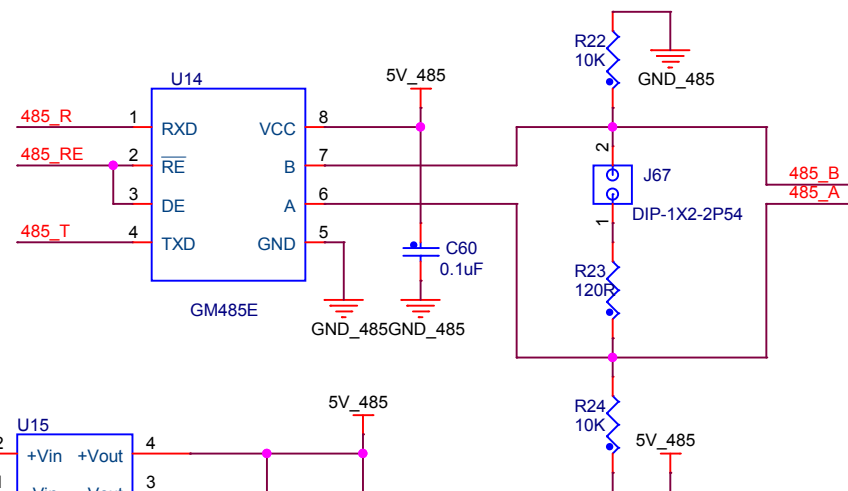 R22
10K
GND_485
U14
5V_485
485_R 1 RXD VCC 8
485_RE 2 RE B 7
3 DE A 6
485_T 4 TXD GND 5
GM485E
C60
0.1uF
GND_485 GND_485
2
J67
DIP-1X2-2P54
1
485_B
485_A
R23
120R
R24
10K
5V_485
5V_485
U15
2 +Vin +Vout 4
3